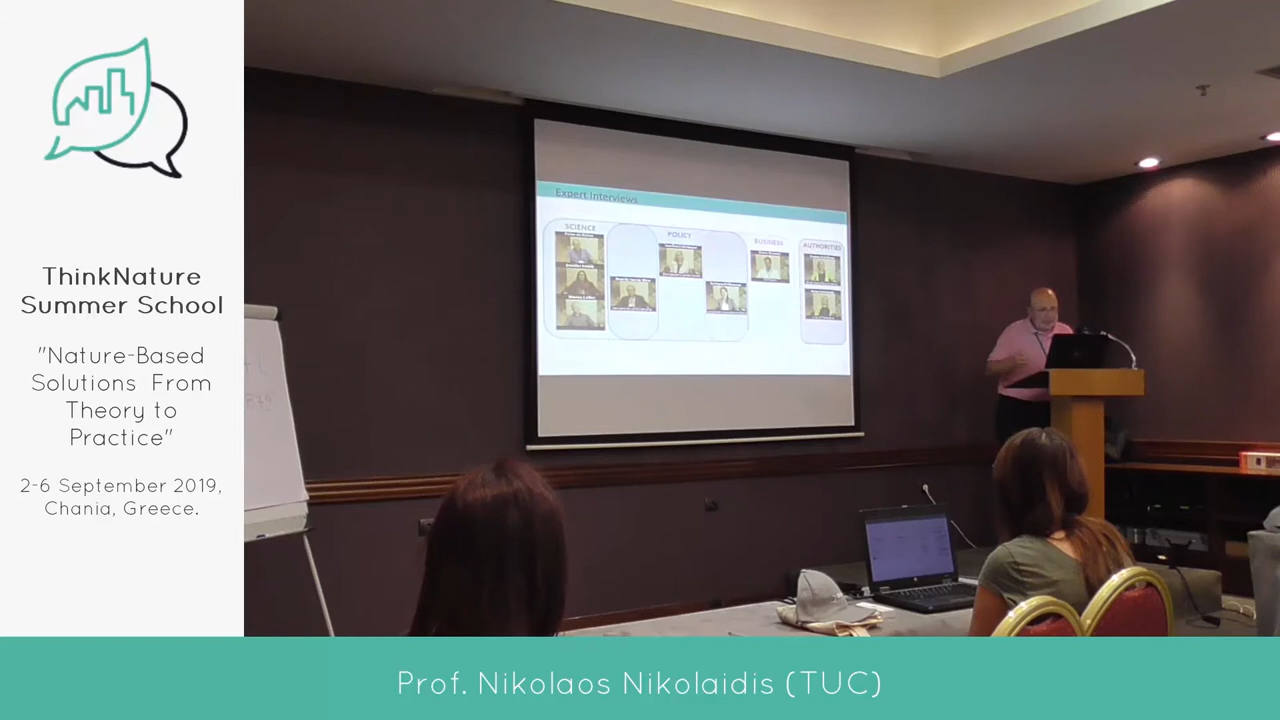 ThinkNature
Summer School
"Nature-Based
Solutions From
Theory to
Practice"
2-6 September 2019,
Chania, Greece.
Expert Interviews
SCIENCE
POLICY
BUSINESS
AUTHORITIES
Prof. Nikolaos Nikolaidis (TUC)